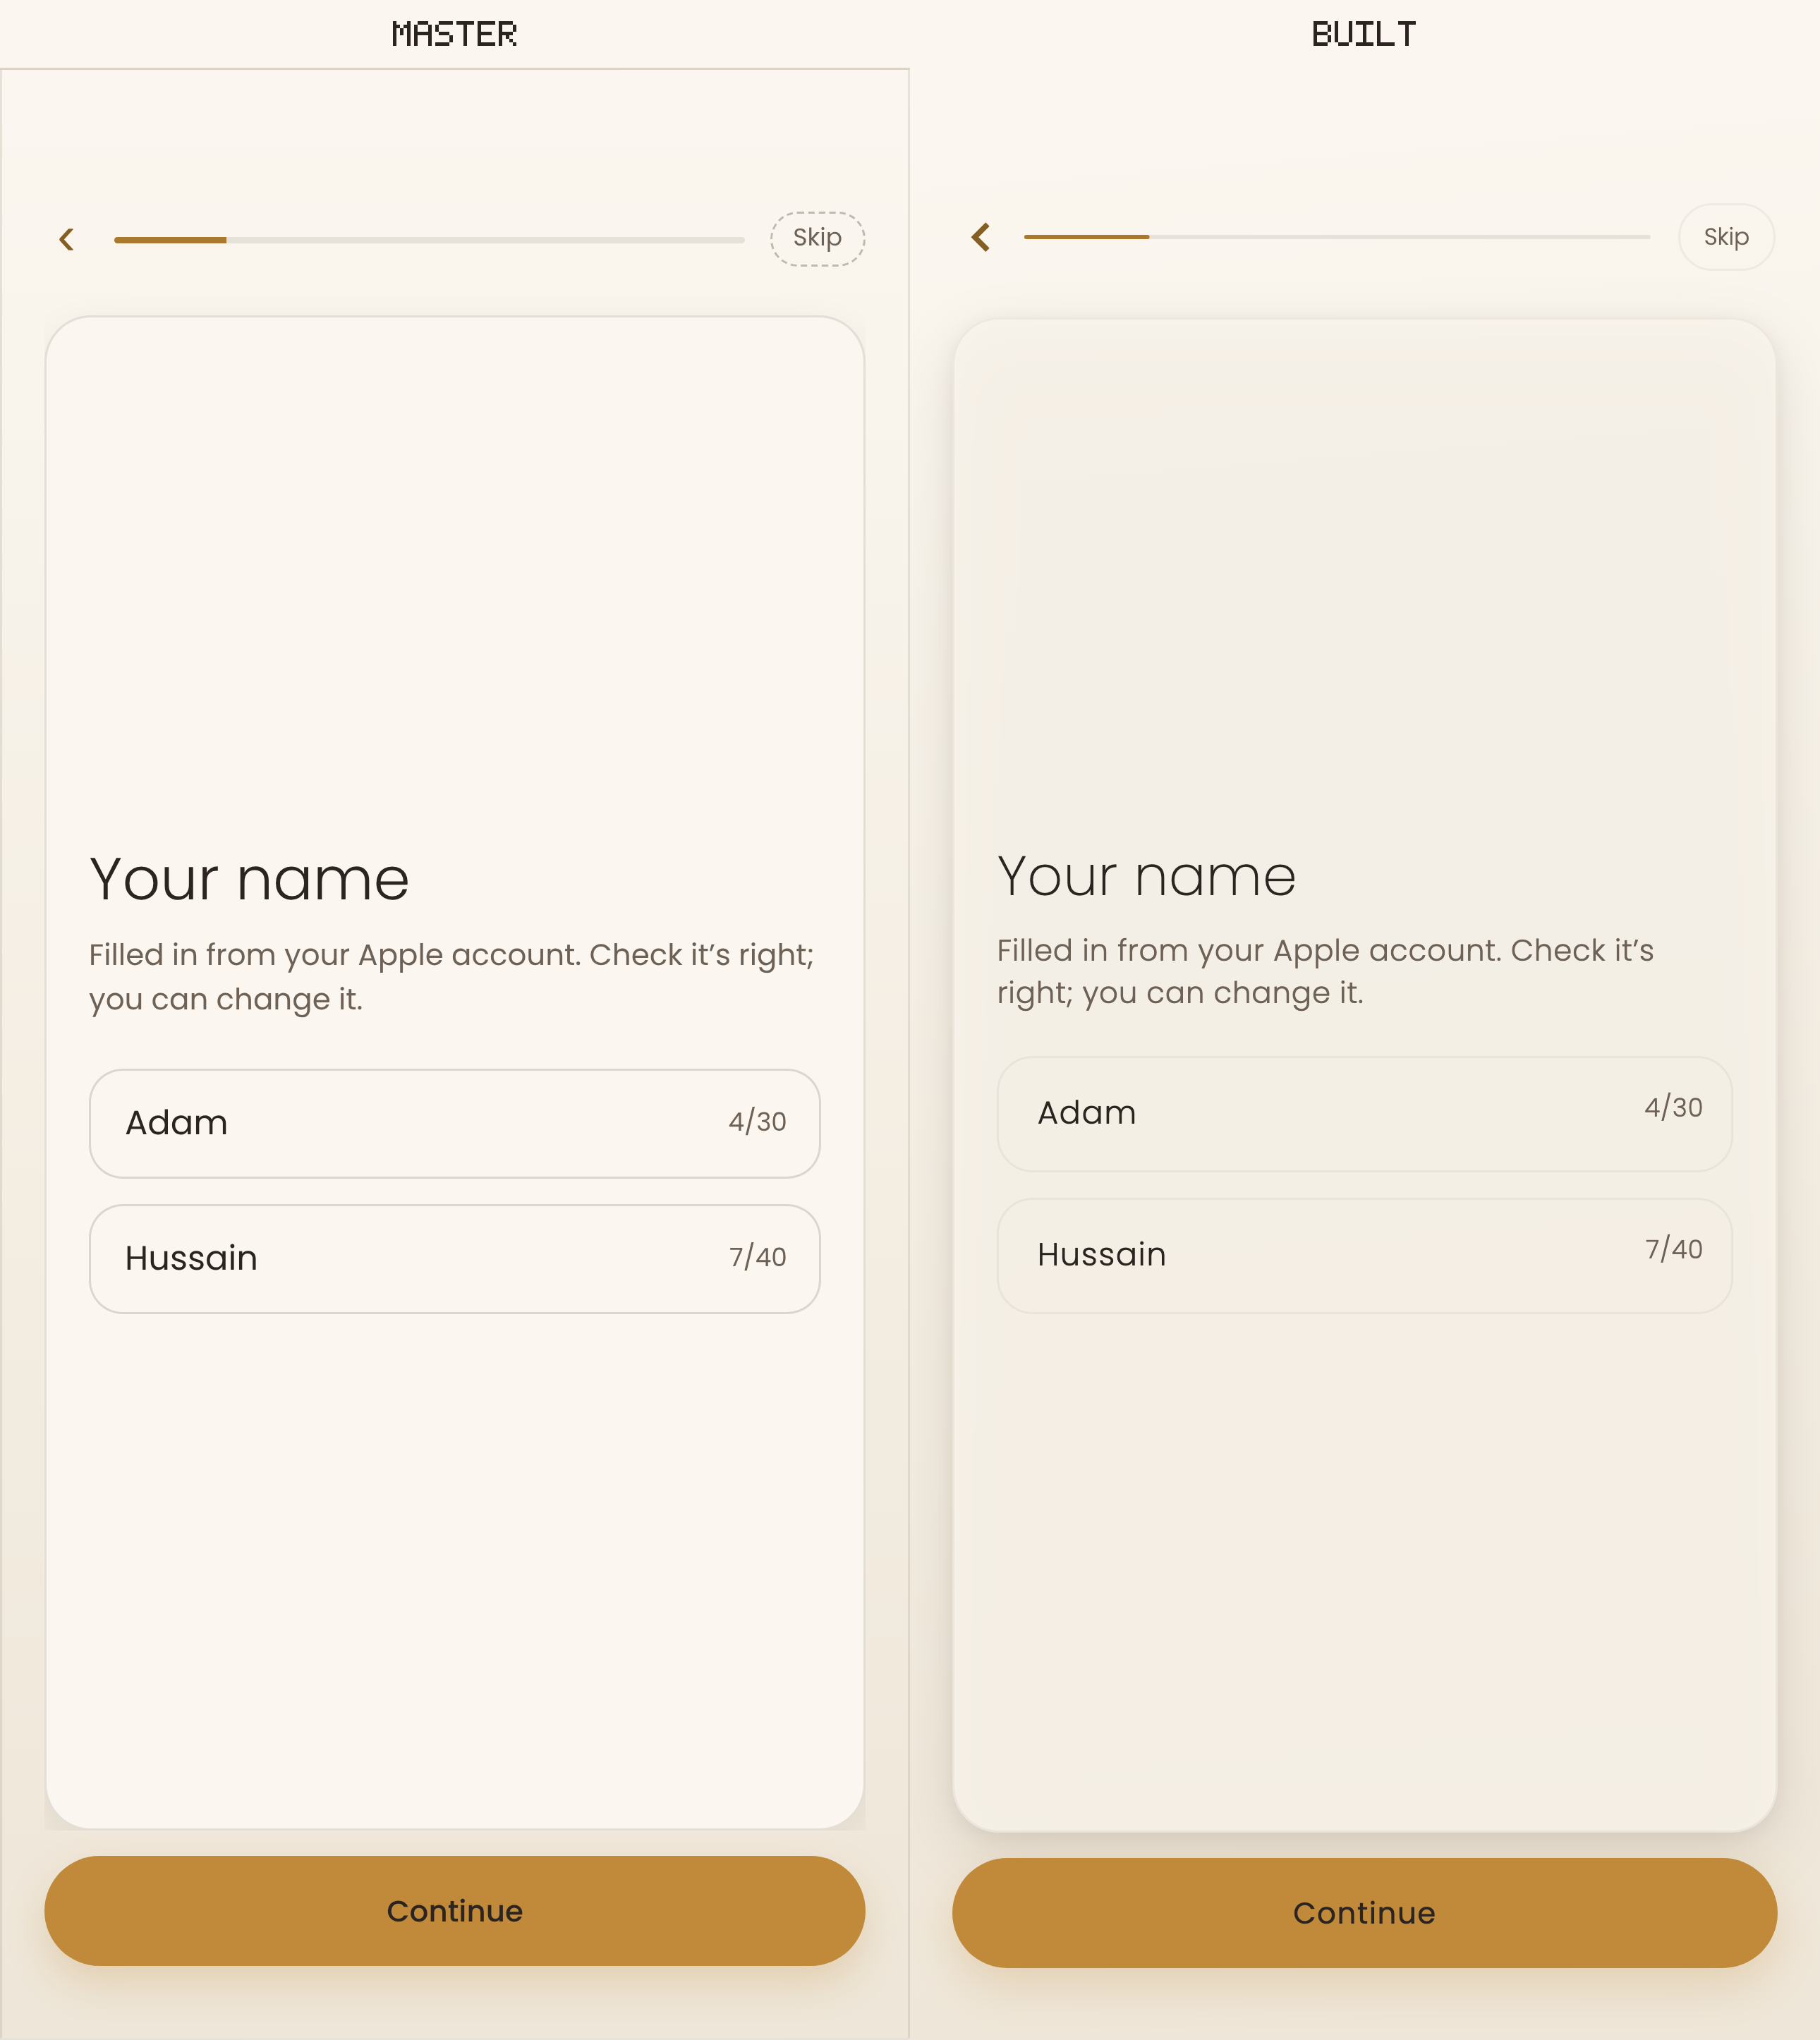 MASTER
Skip
Your name
Filled in from your Apple account. Check it’s right;
you can change it.
Adam
4/30
Hussain
7/40
Continue
BUILT
Skip
Your name
Filled in from your Apple account. Check it’s
right; you can change it.
Adam
4/30
Hussain
7/40
Continue